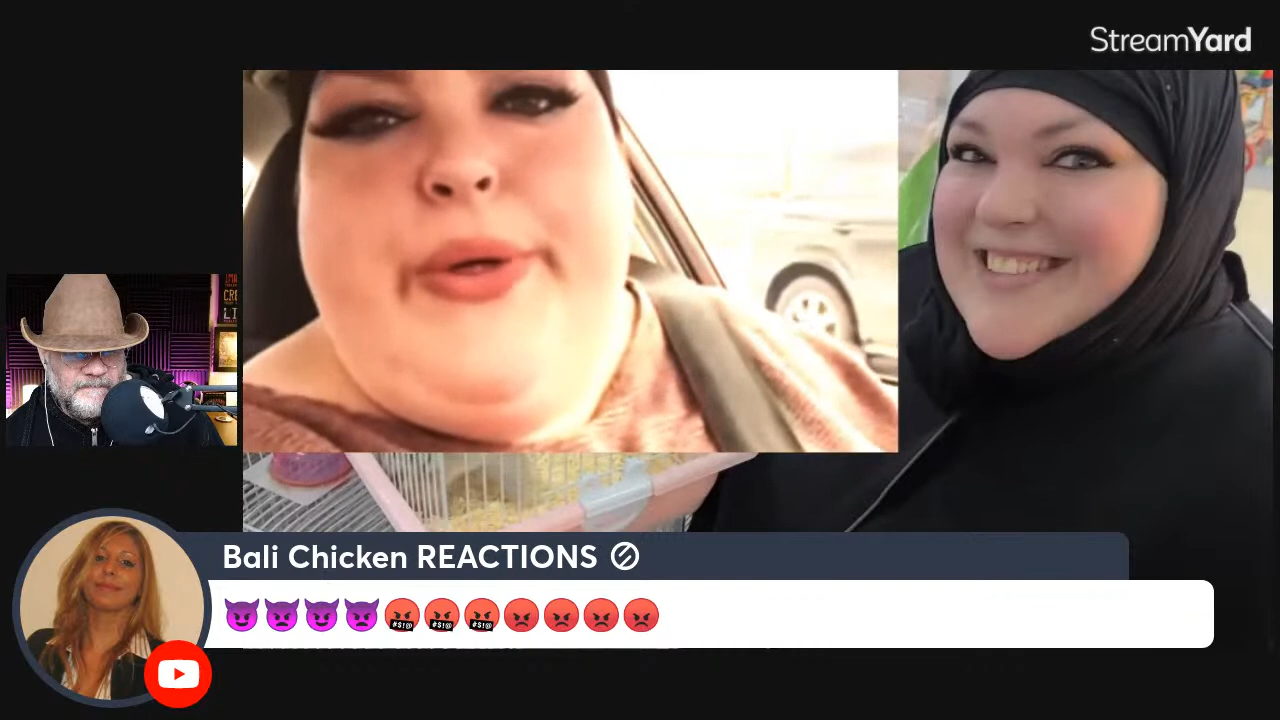 StreamYard
Bali Chicken REACTIONS
😈👿😈👿🤬🤬🤬😡😡😡😡